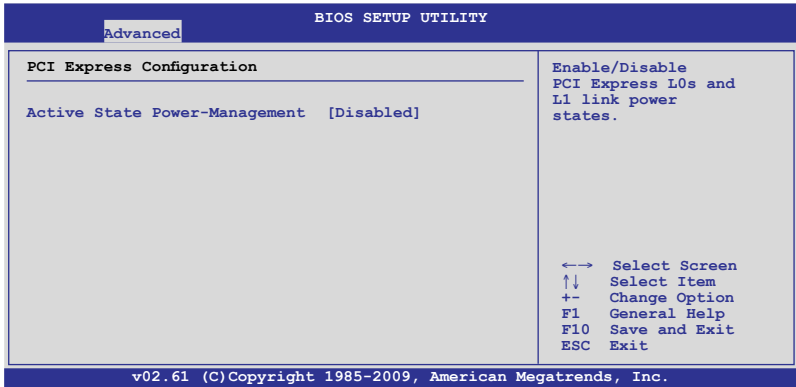 BIOS SETUP UTILITY
Advanced
PCI Express Configuration
Active State Power-Management [Disabled]
Enable/Disable
PCI Express L0s and
L1 link power
states.
←→ Select Screen
↑↓ Select Item
+- Change Option
F1 General Help
F10 Save and Exit
ESC Exit
v02.61 (C)Copyright 1985-2009, American Megatrends, Inc.